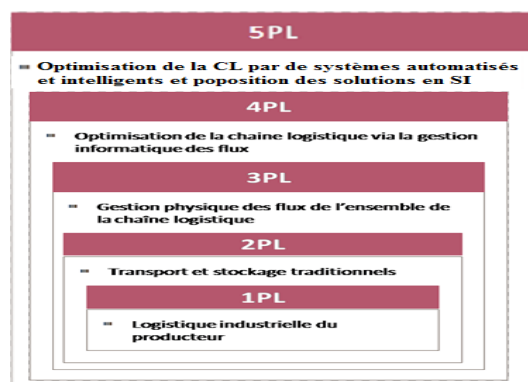 5PL
Optimisation de la CL par de systèmes automatisés
et intelligents et poposition des solutions en SI
4PL
Optimisation de la chaine logistique via la gestion
informatique des flux
3PL
Gestion physique des flux de l'ensemble de
la chaîne logistique
2PL
Transport et stockage traditionnels
1PL
Logistique industrielle du
producteur